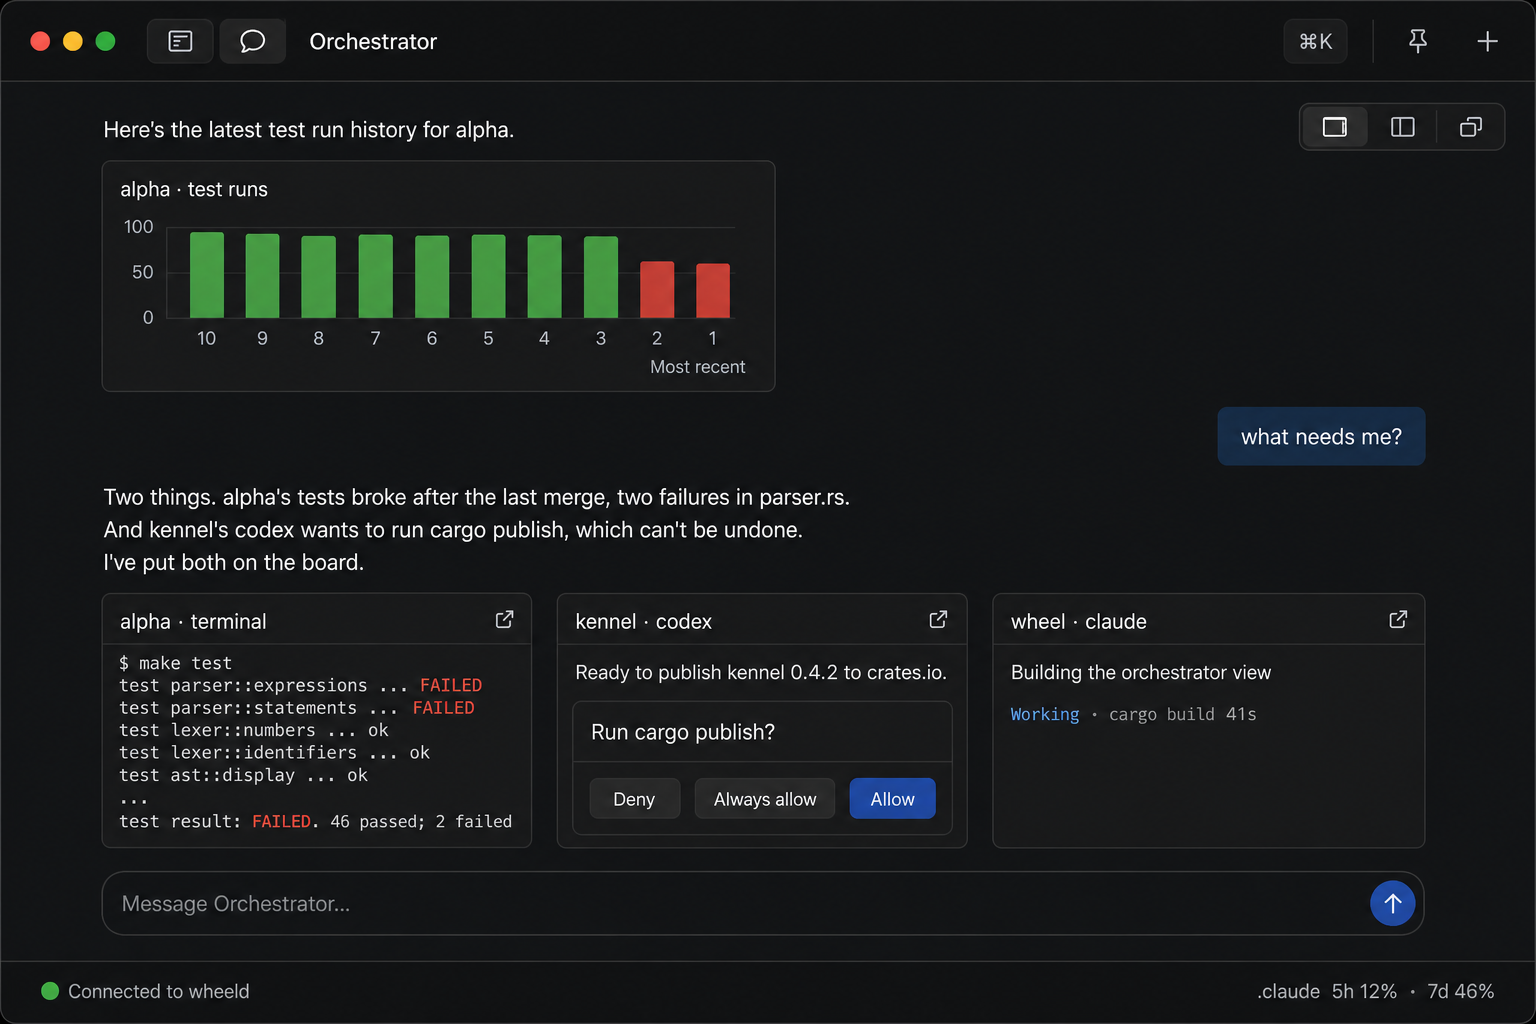 Orchestrator
⌘K
Here's the latest test run history for alpha.
alpha · test runs
100
50
0
10 9 8 7 6 5 4 3 2 1
Most recent
what needs me?
Two things. alpha's tests broke after the last merge, two failures in parser.rs.
And kennel's codex wants to run cargo publish, which can't be undone.
I've put both on the board.
alpha · terminal
$ make test
test parser::expressions ... FAILED
test parser::statements ... FAILED
test lexer::numbers ... ok
test lexer::identifiers ... ok
test ast::display ... ok
...
test result: FAILED. 46 passed; 2 failed
kennel · codex
Ready to publish kennel 0.4.2 to crates.io.
Run cargo publish?
Deny Always allow Allow
wheel · claude
Building the orchestrator view
Working · cargo build 41s
Message Orchestrator...
Connected to wheeld
.claude 5h 12% · 7d 46%